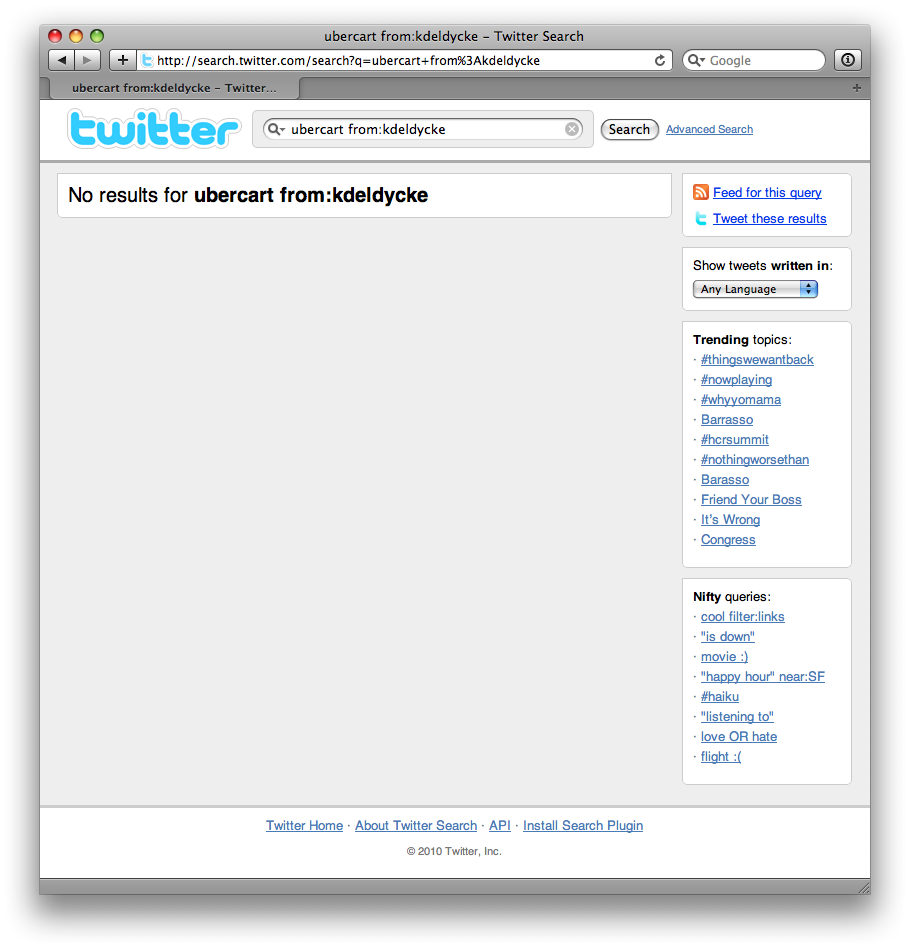 ubercart from:kdeldycke – Twitter Search
http://search.twitter.com/search?q=ubercart+from%3Akdeldycke
Google
ubercart from:kdeldycke – Twitter...
twitter
ubercart from:kdeldycke
Search
Advanced Search
No results for ubercart from:kdeldycke
Feed for this query
Tweet these results
Show tweets written in:
Any Language
Trending topics:
· #thingswewantback
· #nowplaying
· #whyyomama
· Barrasso
· #hcrsummit
· #nothingworsethan
· Barasso
· Friend Your Boss
· It's Wrong
· Congress
Nifty queries:
· cool filter:links
· "is down"
· movie :)
· "happy hour" near:SF
· #haiku
· "listening to"
· love OR hate
· flight :(
Twitter Home · About Twitter Search · API · Install Search Plugin
© 2010 Twitter, Inc.